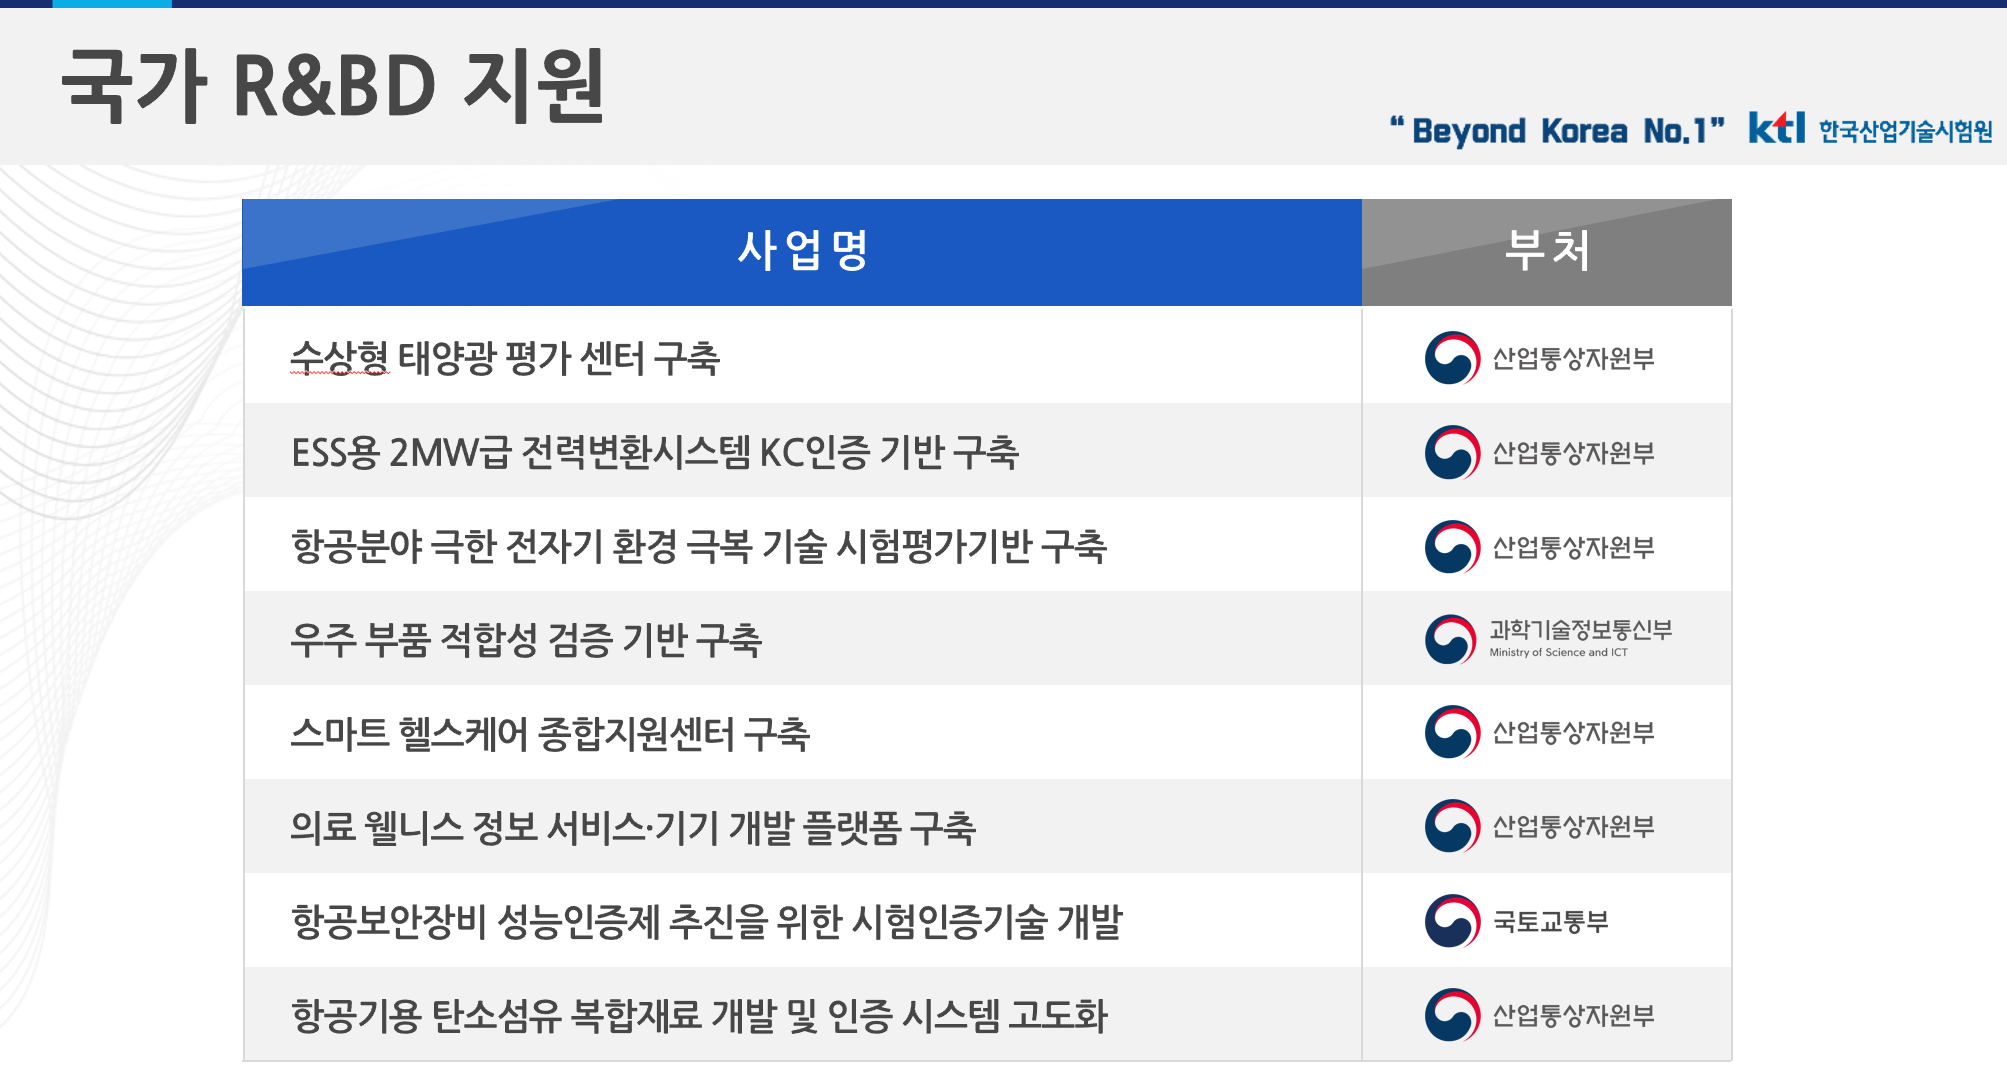 국가 R&BD 지원
“ Beyond Korea No.1” ktl 한국산업기술시험원
사업명 부처
수상형 태양광 평가 센터 구축 산업통상자원부
ESS용 2MW급 전력변환시스템 KC인증 기반 구축 산업통상자원부
항공분야 극한 전자기 환경 극복 기술 시험평가기반 구축 산업통상자원부
우주 부품 적합성 검증 기반 구축 과학기술정보통신부
Ministry of Science and ICT
스마트 헬스케어 종합지원센터 구축 산업통상자원부
의료 웰니스 정보 서비스·기기 개발 플랫폼 구축 산업통상자원부
항공보안장비 성능인증제 추진을 위한 시험인증기술 개발 국토교통부
항공기용 탄소섬유 복합재료 개발 및 인증 시스템 고도화 산업통상자원부